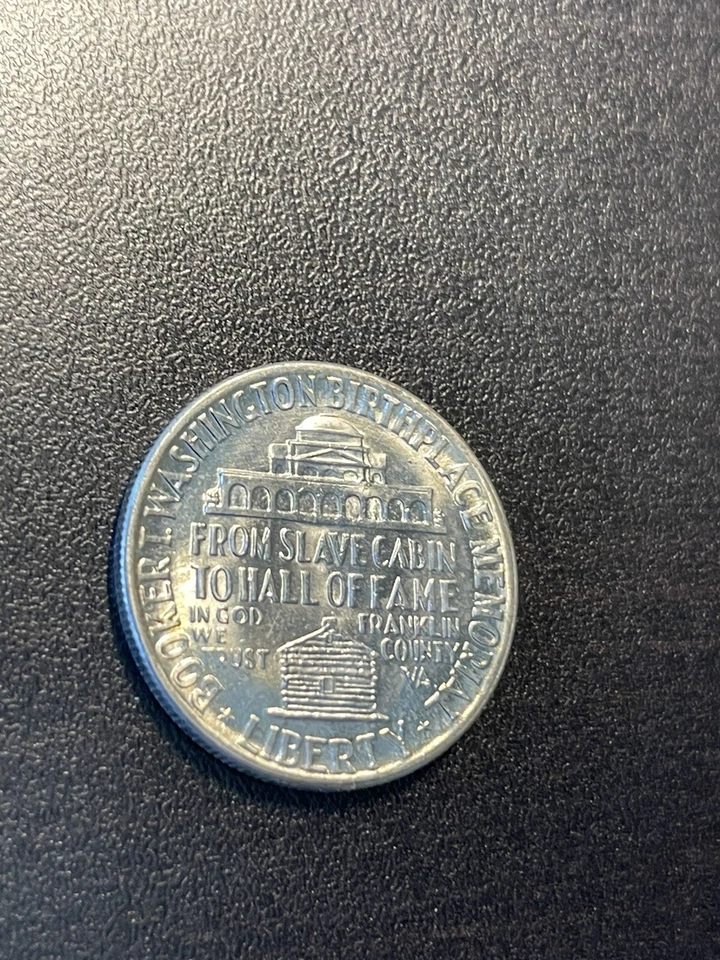 BOOKER T. WASHINGTON BIRTHPLACE MEMORIAL
FROM SLAVE CABIN
TO HALL OF FAME
IN GOD
WE
TRUST
FRANKLIN
COUNTY
VA.
LIBERTY